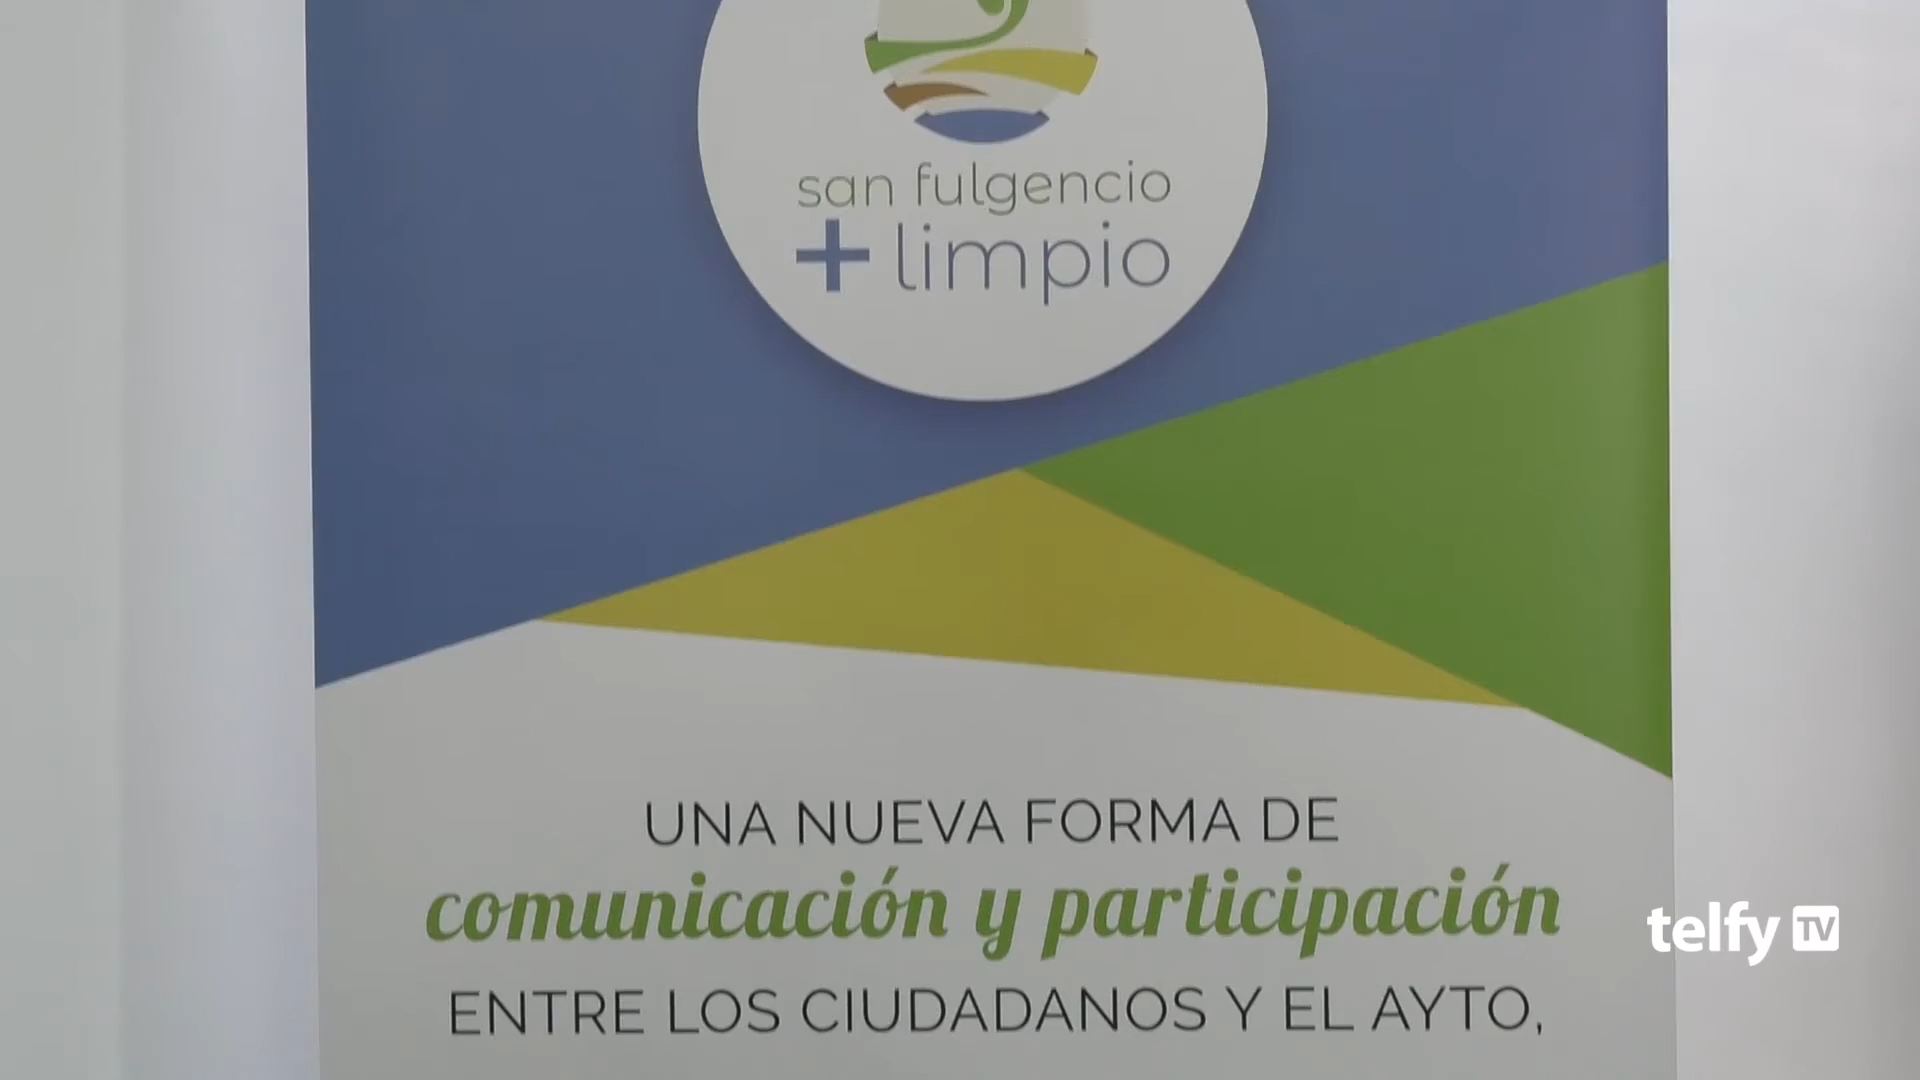 san fulgencio
+ limpio
UNA NUEVA FORMA DE
comunicación y participación
ENTRE LOS CIUDADANOS Y EL AYTO,
telfy TV